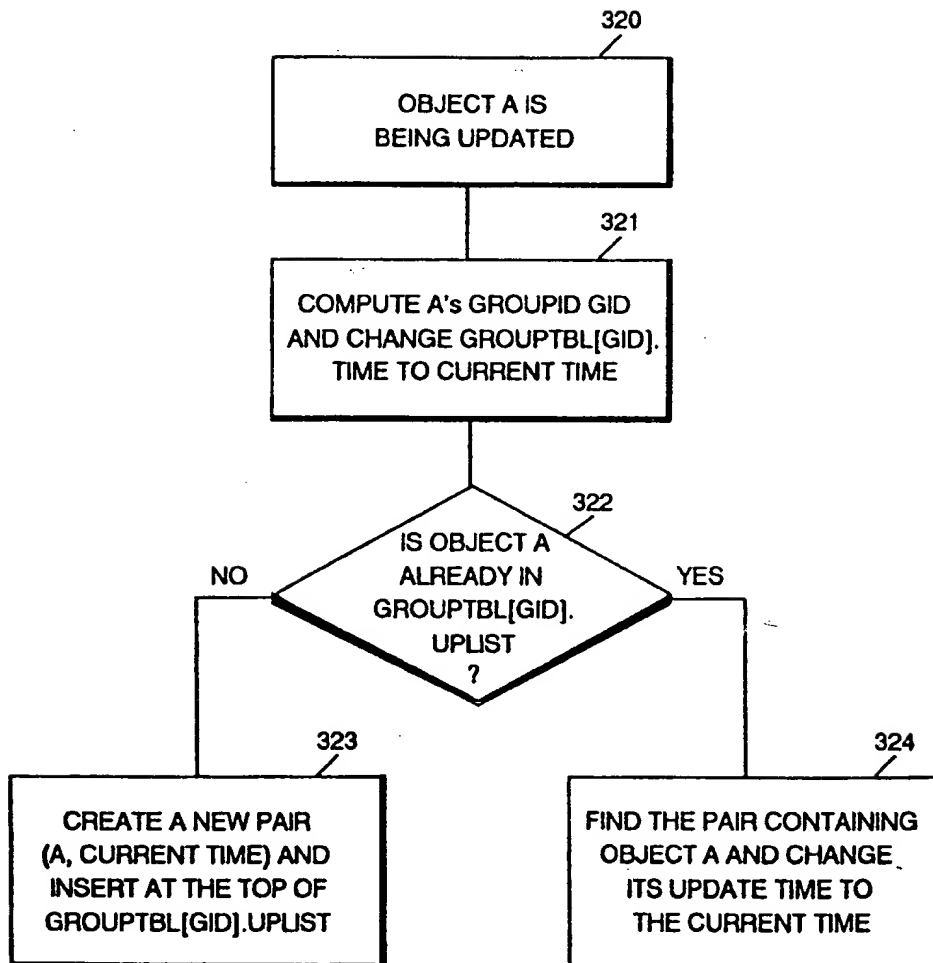 320
OBJECT A IS
BEING UPDATED
321
COMPUTE A's GROUPID GID
AND CHANGE GROUPTBL[GID].
TIME TO CURRENT TIME
322
IS OBJECT A
ALREADY IN
GROUPTBL[GID].
UPLIST
?
NO
YES
323
CREATE A NEW PAIR
(A, CURRENT TIME) AND
INSERT AT THE TOP OF
GROUPTBL[GID].UPLIST
324
FIND THE PAIR CONTAINING
OBJECT A AND CHANGE
ITS UPDATE TIME TO
THE CURRENT TIME